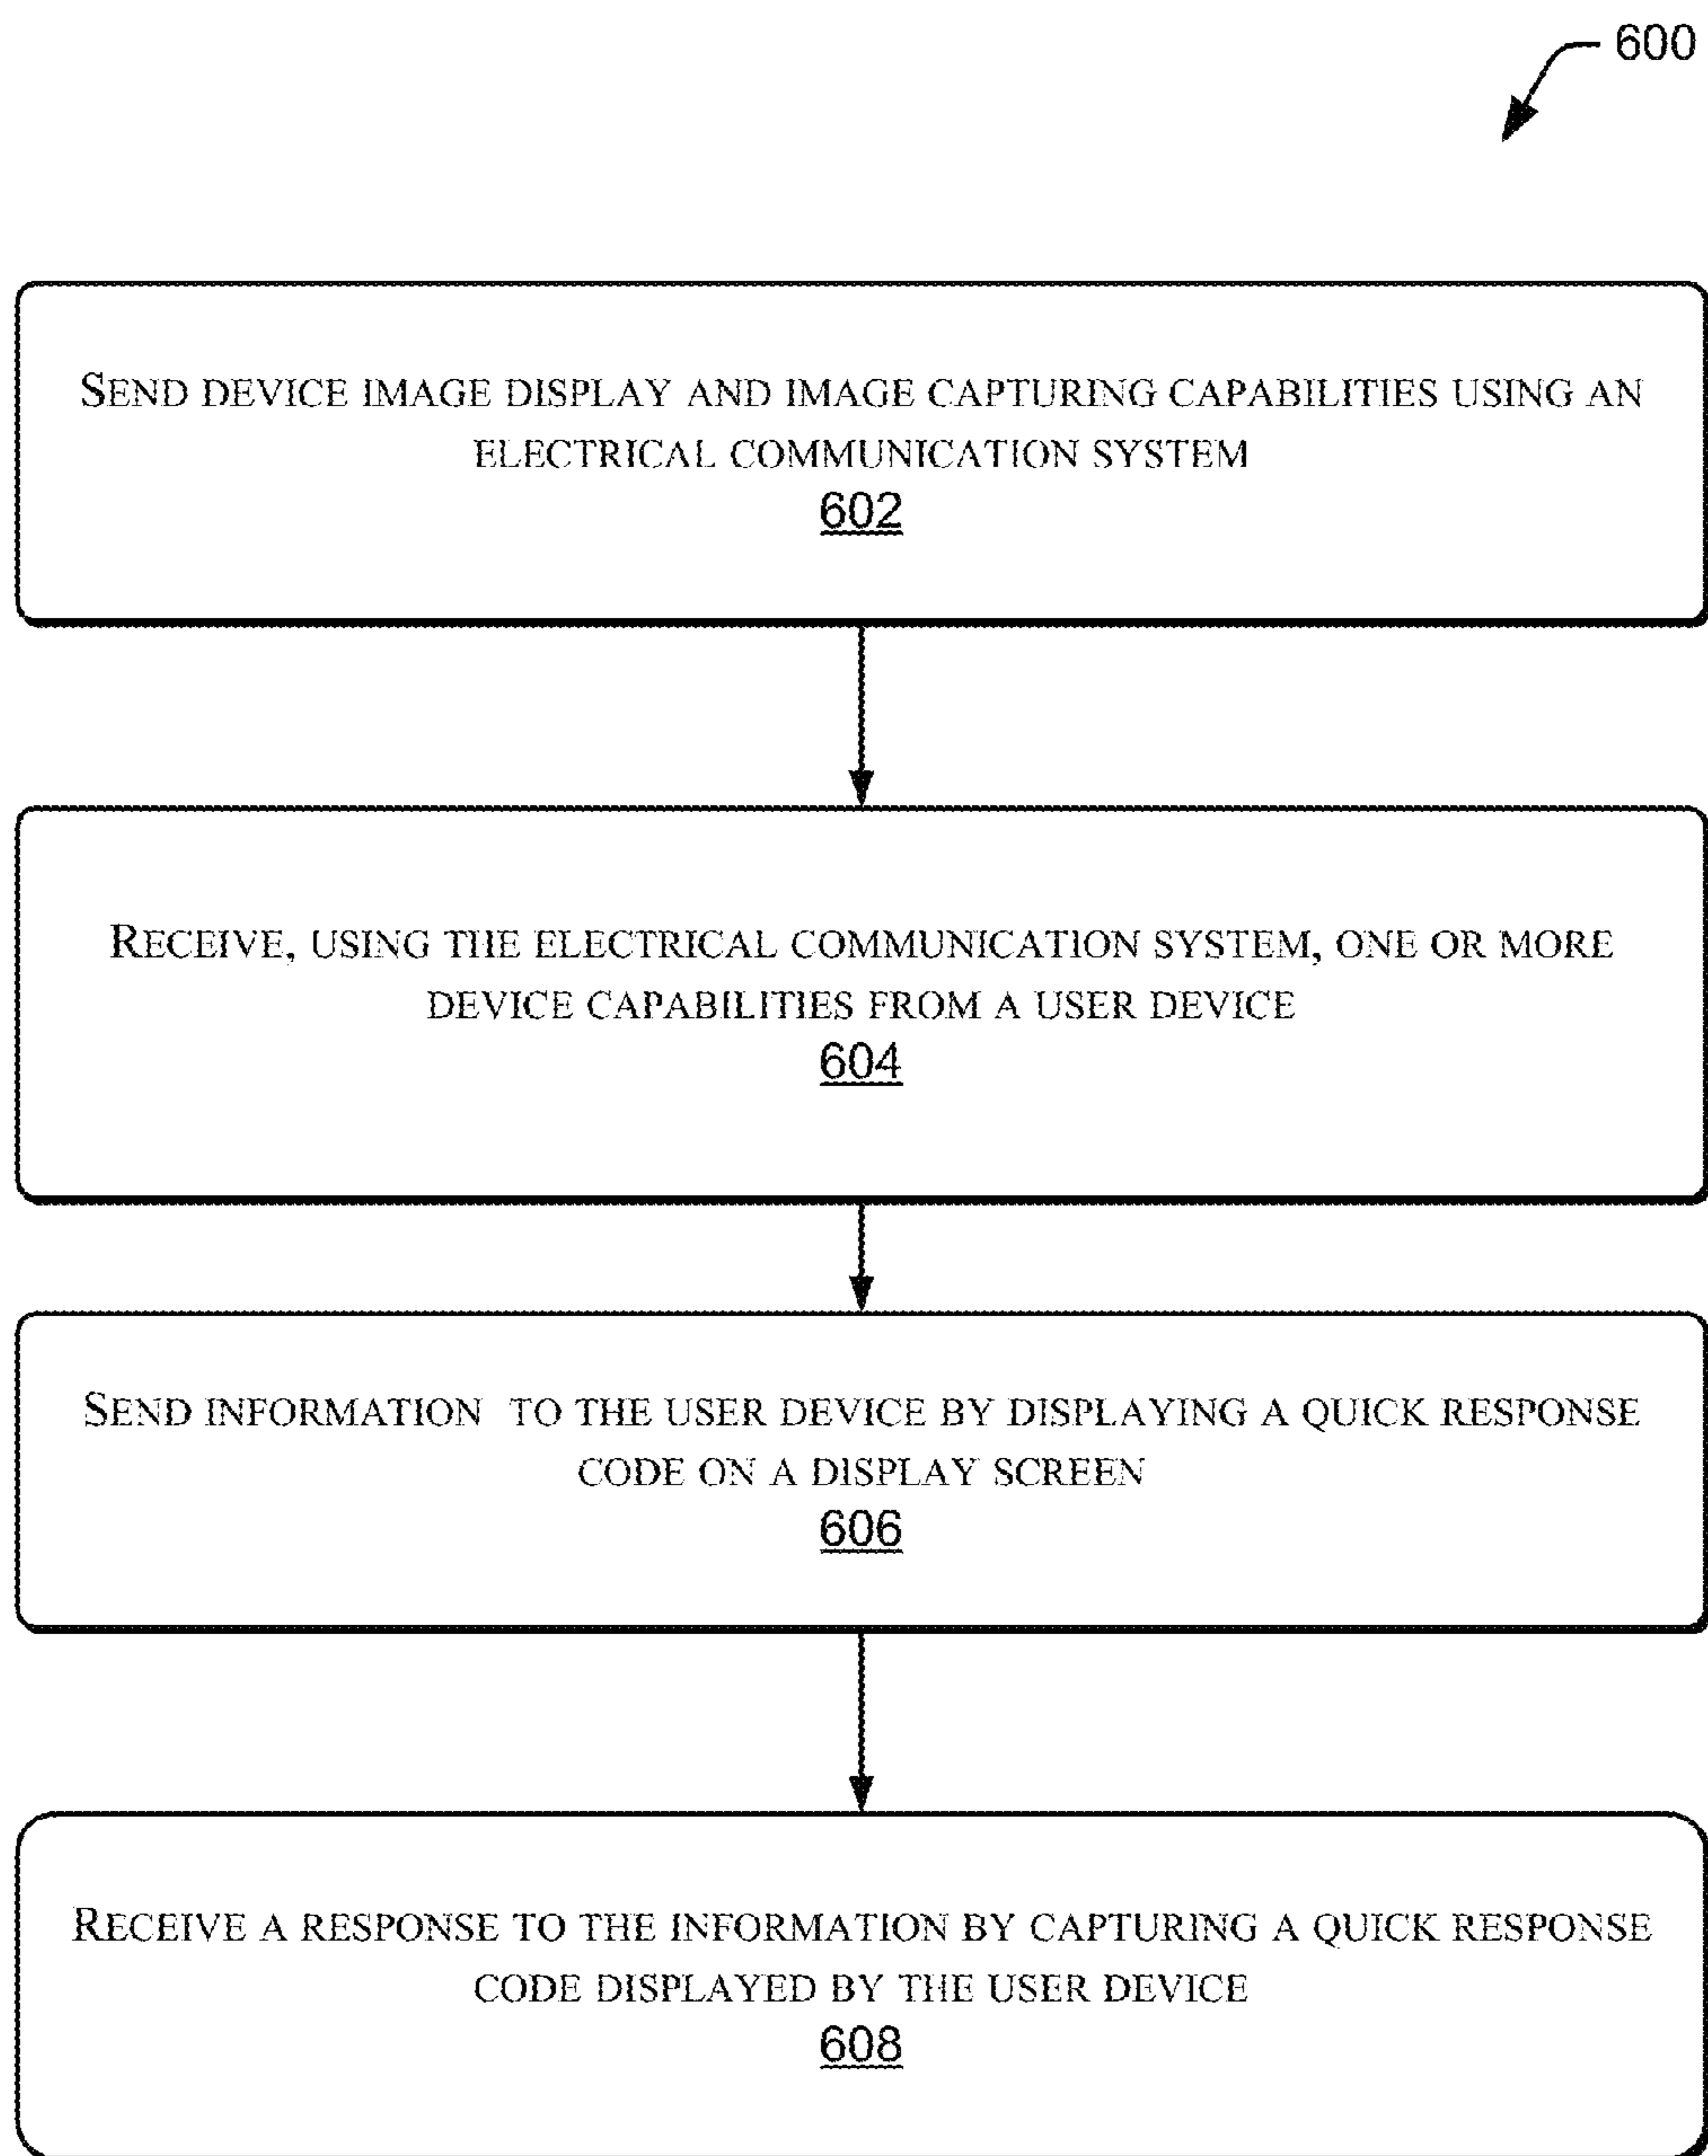 600
SEND DEVICE IMAGE DISPLAY AND IMAGE CAPTURING CAPABILITIES USING AN
ELECTRICAL COMMUNICATION SYSTEM
602
RECEIVE, USING THE ELECTRICAL COMMUNICATION SYSTEM, ONE OR MORE
DEVICE CAPABILITIES FROM A USER DEVICE
604
SEND INFORMATION TO THE USER DEVICE BY DISPLAYING A QUICK RESPONSE
CODE ON A DISPLAY SCREEN
606
RECEIVE A RESPONSE TO THE INFORMATION BY CAPTURING A QUICK RESPONSE
CODE DISPLAYED BY THE USER DEVICE
608